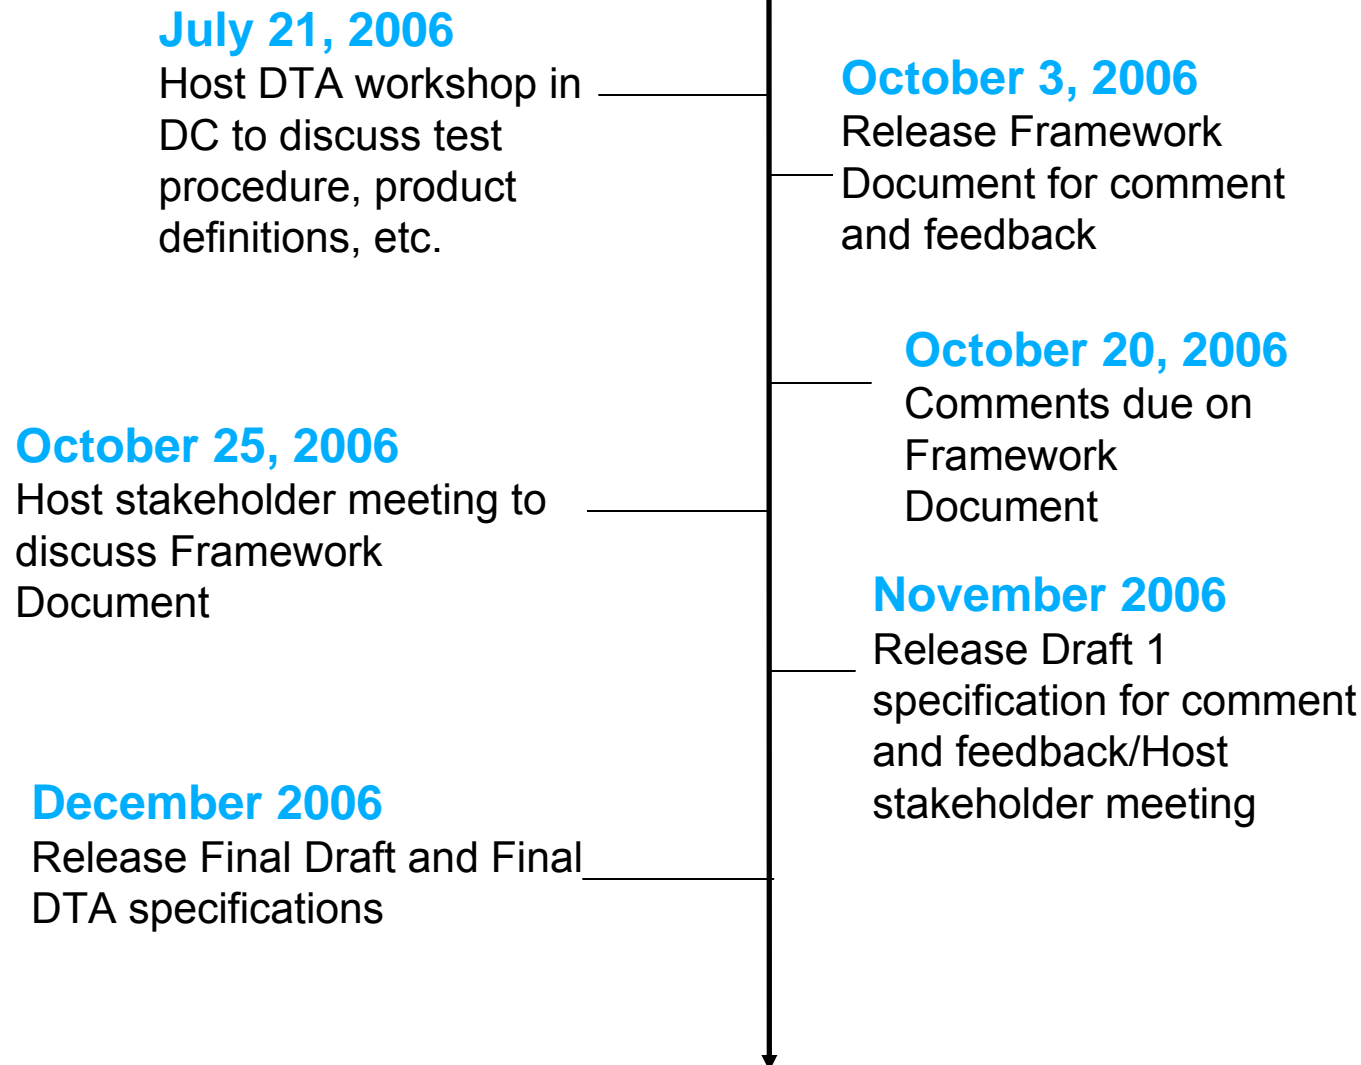 July 21, 2006
Host DTA workshop in
DC to discuss test
procedure, product
definitions, etc.
October 3, 2006
Release Framework
Document for comment
and feedback
October 20, 2006
Comments due on
Framework
Document
October 25, 2006
Host stakeholder meeting to
discuss Framework
Document
November 2006
Release Draft 1
specification for comment
and feedback/Host
stakeholder meeting
December 2006
Release Final Draft and Final
DTA specifications